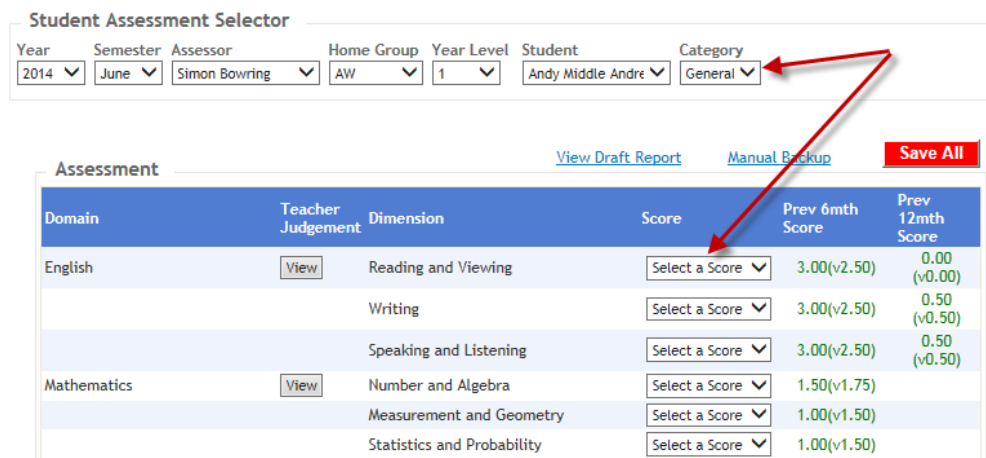 Student Assessment Selector
Year Semester Assessor Home Group Year Level Student Category
2014 June Simon Bowring AW 1 Andy Middle Andre General
View Draft Report Manual Backup Save All
Assessment
Domain Teacher Judgement Dimension Score Prev 6mth Score Prev 12mth Score
English View Reading and Viewing Select a Score 3.00(v2.50) 0.00 (v0.00)
Writing Select a Score 3.00(v2.50) 0.50 (v0.50)
Speaking and Listening Select a Score 3.00(v2.50) 0.50 (v0.50)
Mathematics View Number and Algebra Select a Score 1.50(v1.75)
Measurement and Geometry Select a Score 1.00(v1.50)
Statistics and Probability Select a Score 1.00(v1.50)